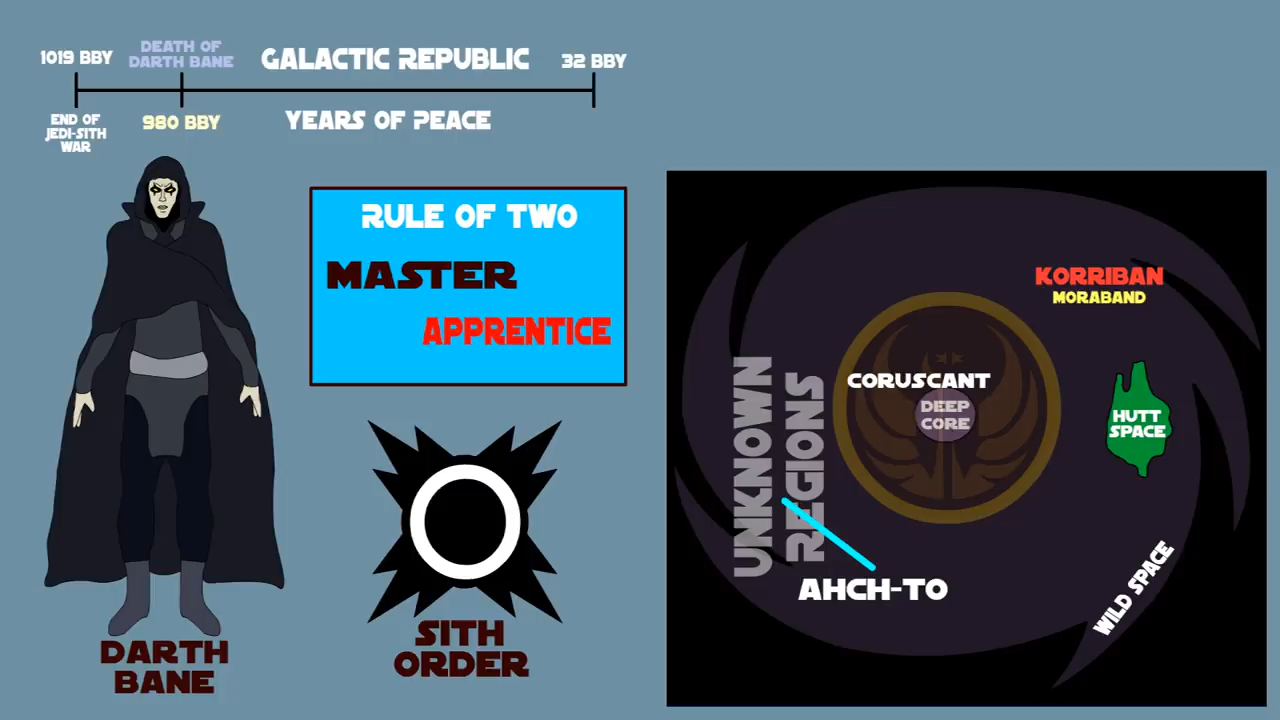 1019 BBY
DEATH OF
DARTH BANE
GALACTIC REPUBLIC
32 BBY
END OF
JEDI-SITH
WAR
980 BBY
YEARS OF PEACE
RULE OF TWO
MASTER
APPRENTICE
SITH
ORDER
DARTH
BANE
KORRIBAN
MORABAND
CORUSCANT
DEEP
CORE
HUTT
SPACE
UNKNOWN
REGIONS
AHCH-TO
WILD SPACE